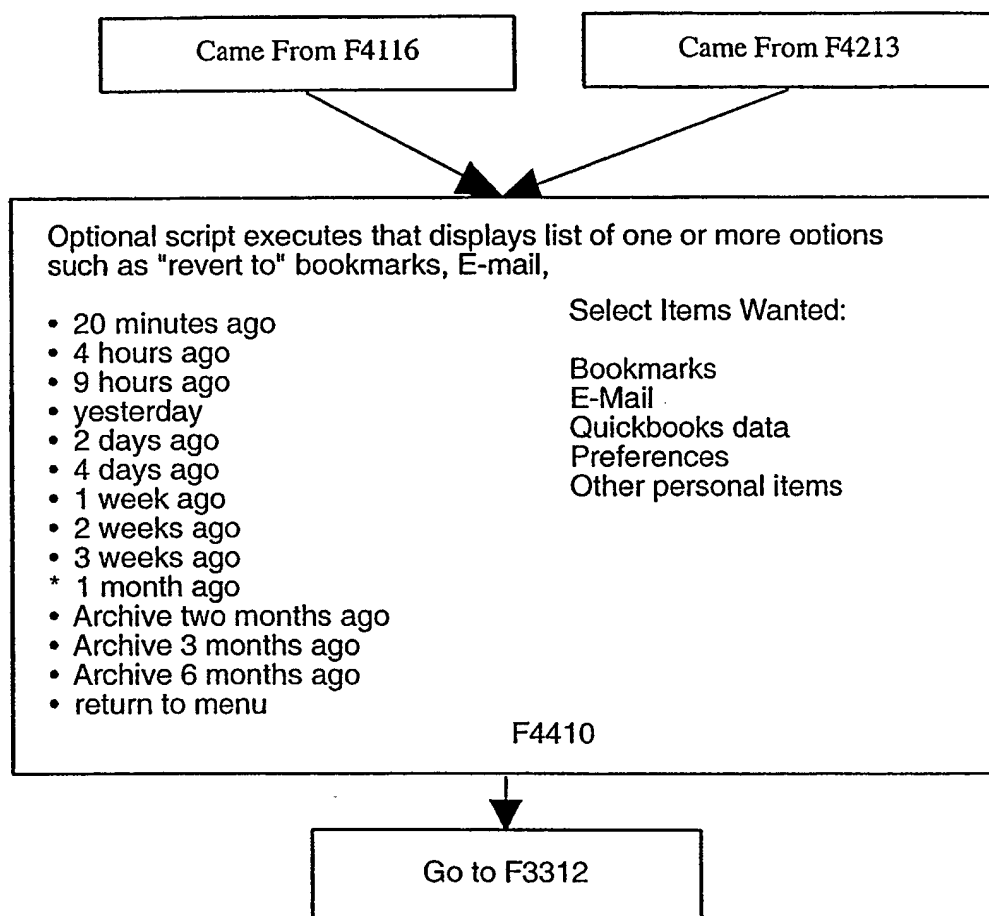 Came From F4116
Came From F4213
Optional script executes that displays list of one or more options
such as "revert to" bookmarks, E-mail,
• 20 minutes ago
• 4 hours ago
• 9 hours ago
• yesterday
• 2 days ago
• 4 days ago
• 1 week ago
• 2 weeks ago
• 3 weeks ago
* 1 month ago
• Archive two months ago
• Archive 3 months ago
• Archive 6 months ago
• return to menu
Select Items Wanted:
Bookmarks
E-Mail
Quickbooks data
Preferences
Other personal items
F4410
Go to F3312